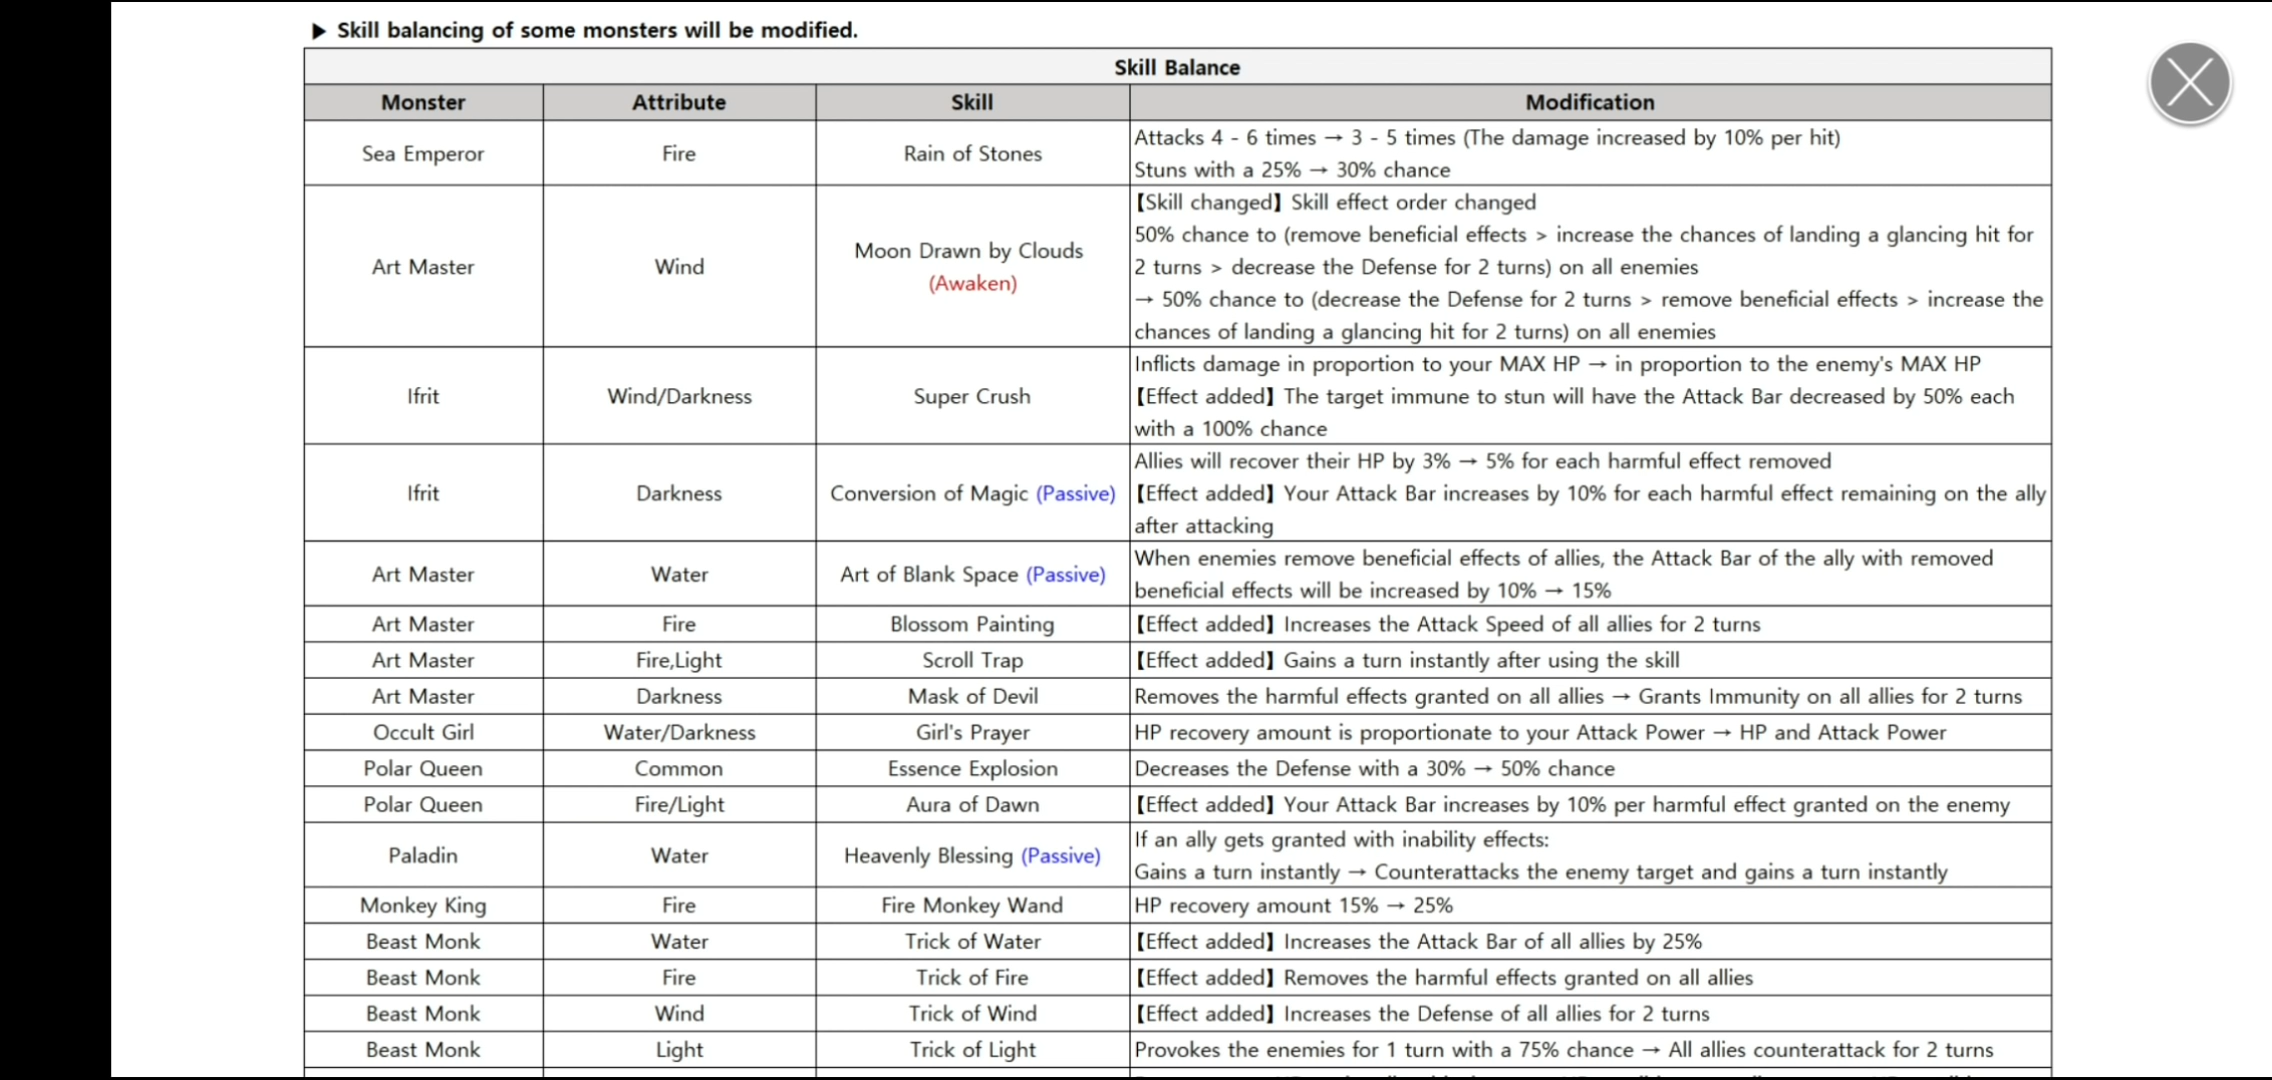 ▶ Skill balancing of some monsters will be modified.
Skill Balance
Monster Attribute Skill Modification
Sea Emperor Fire Rain of Stones Attacks 4 - 6 times → 3 - 5 times (The damage increased by 10% per hit)
Stuns with a 25% → 30% chance
Art Master Wind Moon Drawn by Clouds
(Awaken)
【Skill changed】 Skill effect order changed
50% chance to (remove beneficial effects > increase the chances of landing a glancing hit for
2 turns > decrease the Defense for 2 turns) on all enemies
→ 50% chance to (decrease the Defense for 2 turns > remove beneficial effects > increase the
chances of landing a glancing hit for 2 turns) on all enemies
Ifrit Wind/Darkness Super Crush Inflicts damage in proportion to your MAX HP → in proportion to the enemy's MAX HP
【Effect added】 The target immune to stun will have the Attack Bar decreased by 50% each
with a 100% chance
Ifrit Darkness Conversion of Magic (Passive) Allies will recover their HP by 3% → 5% for each harmful effect removed
【Effect added】 Your Attack Bar increases by 10% for each harmful effect remaining on the ally
after attacking
Art Master Water Art of Blank Space (Passive) When enemies remove beneficial effects of allies, the Attack Bar of the ally with removed
beneficial effects will be increased by 10% → 15%
Art Master Fire Blossom Painting 【Effect added】 Increases the Attack Speed of all allies for 2 turns
Art Master Fire,Light Scroll Trap 【Effect added】 Gains a turn instantly after using the skill
Art Master Darkness Mask of Devil Removes the harmful effects granted on all allies → Grants Immunity on all allies for 2 turns
Occult Girl Water/Darkness Girl's Prayer HP recovery amount is proportionate to your Attack Power → HP and Attack Power
Polar Queen Common Essence Explosion Decreases the Defense with a 30% → 50% chance
Polar Queen Fire/Light Aura of Dawn 【Effect added】 Your Attack Bar increases by 10% per harmful effect granted on the enemy
Paladin Water Heavenly Blessing (Passive) If an ally gets granted with inability effects:
Gains a turn instantly → Counterattacks the enemy target and gains a turn instantly
Monkey King Fire Fire Monkey Wand HP recovery amount 15% → 25%
Beast Monk Water Trick of Water 【Effect added】 Increases the Attack Bar of all allies by 25%
Beast Monk Fire Trick of Fire 【Effect added】 Removes the harmful effects granted on all allies
Beast Monk Wind Trick of Wind 【Effect added】 Increases the Defense of all allies for 2 turns
Beast Monk Light Trick of Light Provokes the enemies for 1 turn with a 75% chance → All allies counterattack for 2 turns